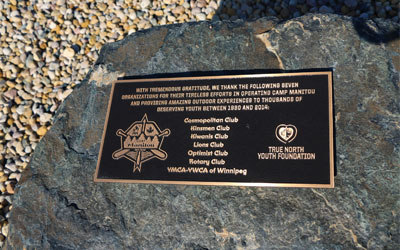 WITH TREMENDOUS GRATITUDE, WE THANK THE FOLLOWING SEVEN
ORGANIZATIONS FOR THEIR TIRELESS EFFORTS IN OPERATING CAMP MANITOU
AND PROVIDING AMAZING OUTDOOR EXPERIENCES TO THOUSANDS OF
DESERVING YOUTH BETWEEN 1930 AND 2014:
Cosmopolitan Club
Kinsmen Club
Kiwanis Club
Lions Club
Optimist Club
Rotary Club
YMCA-YWCA of Winnipeg
Manitou
TRUE NORTH
YOUTH FOUNDATION